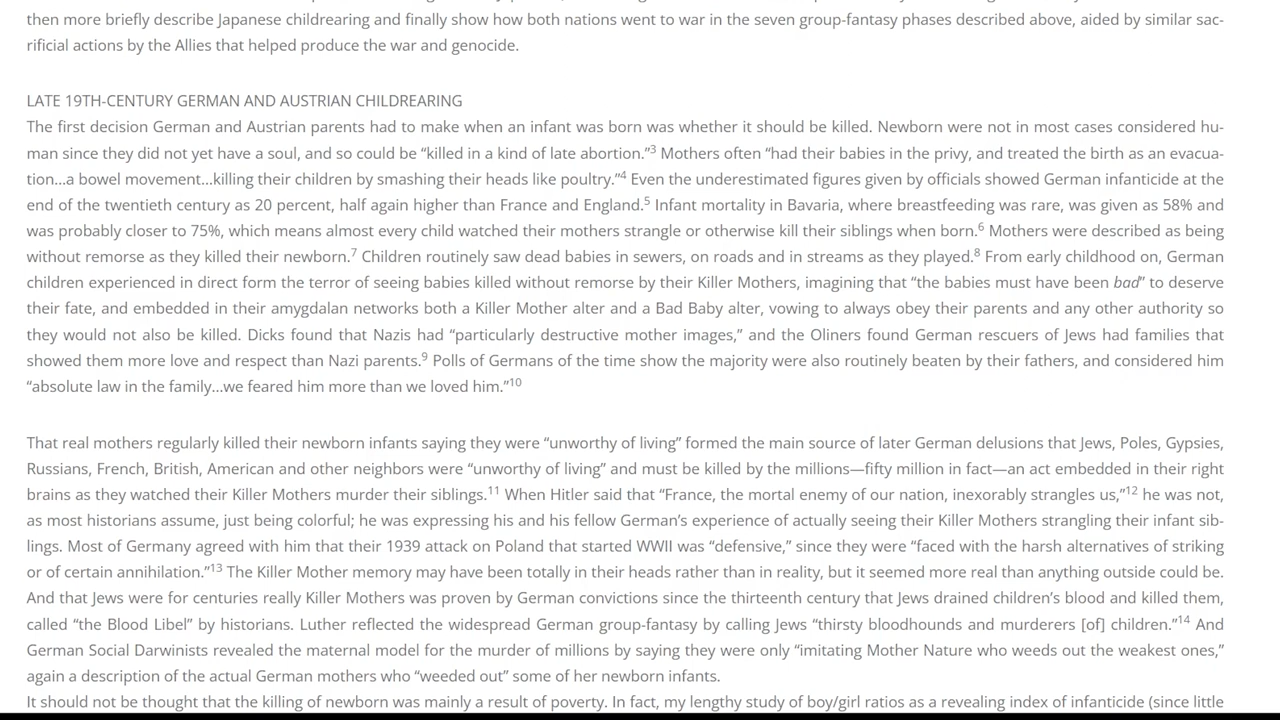 then more briefly describe Japanese childrearing and finally show how both nations went to war in the seven group-fantasy phases described above, aided by similar sac-
rificial actions by the Allies that helped produce the war and genocide.
LATE 19TH-CENTURY GERMAN AND AUSTRIAN CHILDREARING
The first decision German and Austrian parents had to make when an infant was born was whether it should be killed. Newborn were not in most cases considered hu-
man since they did not yet have a soul, and so could be “killed in a kind of late abortion.”3 Mothers often “had their babies in the privy, and treated the birth as an evacua-
tion…a bowel movement…killing their children by smashing their heads like poultry.”4 Even the underestimated figures given by officials showed German infanticide at the
end of the twentieth century as 20 percent, half again higher than France and England.5 Infant mortality in Bavaria, where breastfeeding was rare, was given as 58% and
was probably closer to 75%, which means almost every child watched their mothers strangle or otherwise kill their siblings when born.6 Mothers were described as being
without remorse as they killed their newborn.7 Children routinely saw dead babies in sewers, on roads and in streams as they played.8 From early childhood on, German
children experienced in direct form the terror of seeing babies killed without remorse by their Killer Mothers, imagining that “the babies must have been bad” to deserve
their fate, and embedded in their amygdalan networks both a Killer Mother alter and a Bad Baby alter, vowing to always obey their parents and any other authority so
they would not also be killed. Dicks found that Nazis had “particularly destructive mother images,” and the Oliners found German rescuers of Jews had families that
showed them more love and respect than Nazi parents.9 Polls of Germans of the time show the majority were also routinely beaten by their fathers, and considered him
“absolute law in the family…we feared him more than we loved him.”10
That real mothers regularly killed their newborn infants saying they were “unworthy of living” formed the main source of later German delusions that Jews, Poles, Gypsies,
Russians, French, British, American and other neighbors were “unworthy of living” and must be killed by the millions—fifty million in fact—an act embedded in their right
brains as they watched their Killer Mothers murder their siblings.11 When Hitler said that “France, the mortal enemy of our nation, inexorably strangles us,”12 he was not,
as most historians assume, just being colorful; he was expressing his and his fellow German’s experience of actually seeing their Killer Mothers strangling their infant sib-
lings. Most of Germany agreed with him that their 1939 attack on Poland that started WWII was “defensive,” since they were “faced with the harsh alternatives of striking
or of certain annihilation.”13 The Killer Mother memory may have been totally in their heads rather than in reality, but it seemed more real than anything outside could be.
And that Jews were for centuries really Killer Mothers was proven by German convictions since the thirteenth century that Jews drained children’s blood and killed them,
called “the Blood Libel” by historians. Luther reflected the widespread German group-fantasy by calling Jews “thirsty bloodhounds and murderers [of] children.”14 And
German Social Darwinists revealed the maternal model for the murder of millions by saying they were only “imitating Mother Nature who weeds out the weakest ones,”
again a description of the actual German mothers who “weeded out” some of her newborn infants.
It should not be thought that the killing of newborn was mainly a result of poverty. In fact, my lengthy study of boy/girl ratios as a revealing index of infanticide (since little